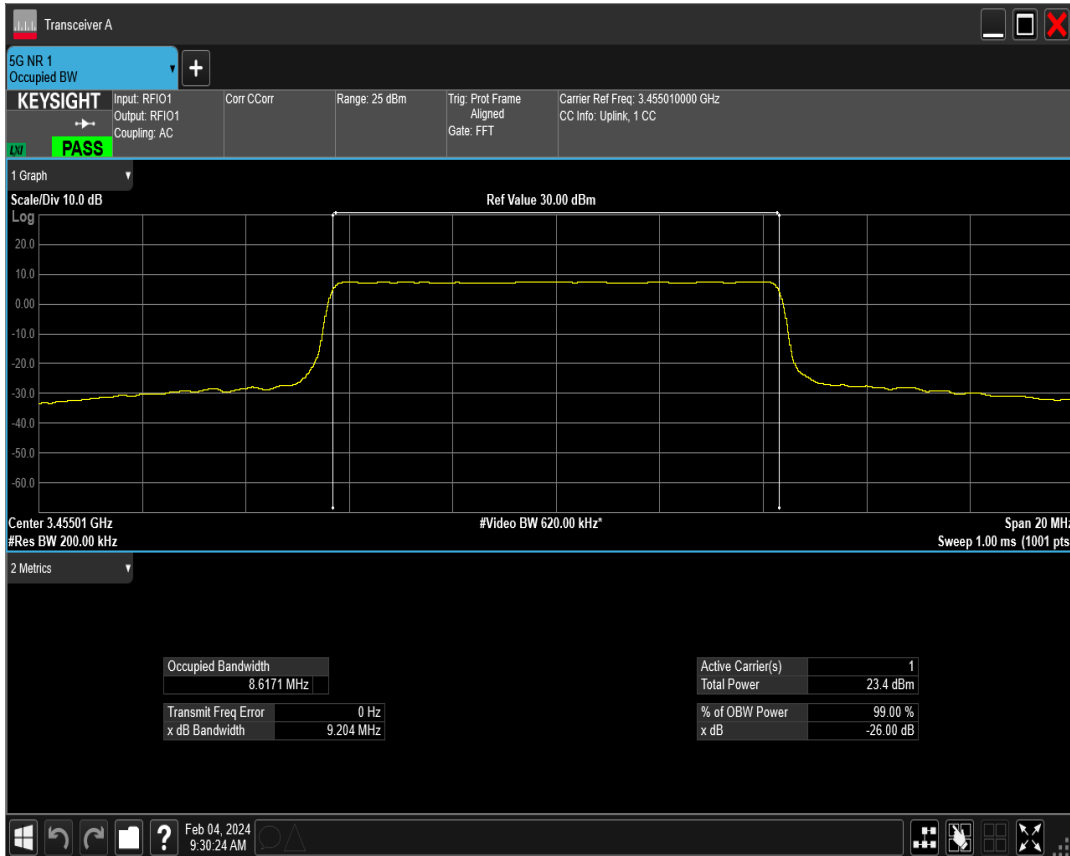 Transceiver A
5G NR 1
Occupied BW
+
KEYSIGHT
LXI
PASS
Input: RFIO1
Output: RFIO1
Coupling: AC
Corr CCorr
Range: 25 dBm
Trig: Prot Frame
Aligned
Gate: FFT
Carrier Ref Freq: 3.455010000 GHz
CC Info: Uplink, 1 CC
1 Graph
Scale/Div 10.0 dB
Ref Value 30.00 dBm
Log
20.0
10.0
0.00
-10.0
-20.0
-30.0
-40.0
-50.0
-60.0
Center 3.45501 GHz
#Video BW 620.00 kHz*
Span 20 MHz
#Res BW 200.00 kHz
Sweep 1.00 ms (1001 pts
2 Metrics
Occupied Bandwidth
8.6171 MHz
Transmit Freq Error 0 Hz
x dB Bandwidth 9.204 MHz
Active Carrier(s) 1
Total Power 23.4 dBm
% of OBW Power 99.00 %
x dB -26.00 dB
?
Feb 04, 2024
9:30:24 AM